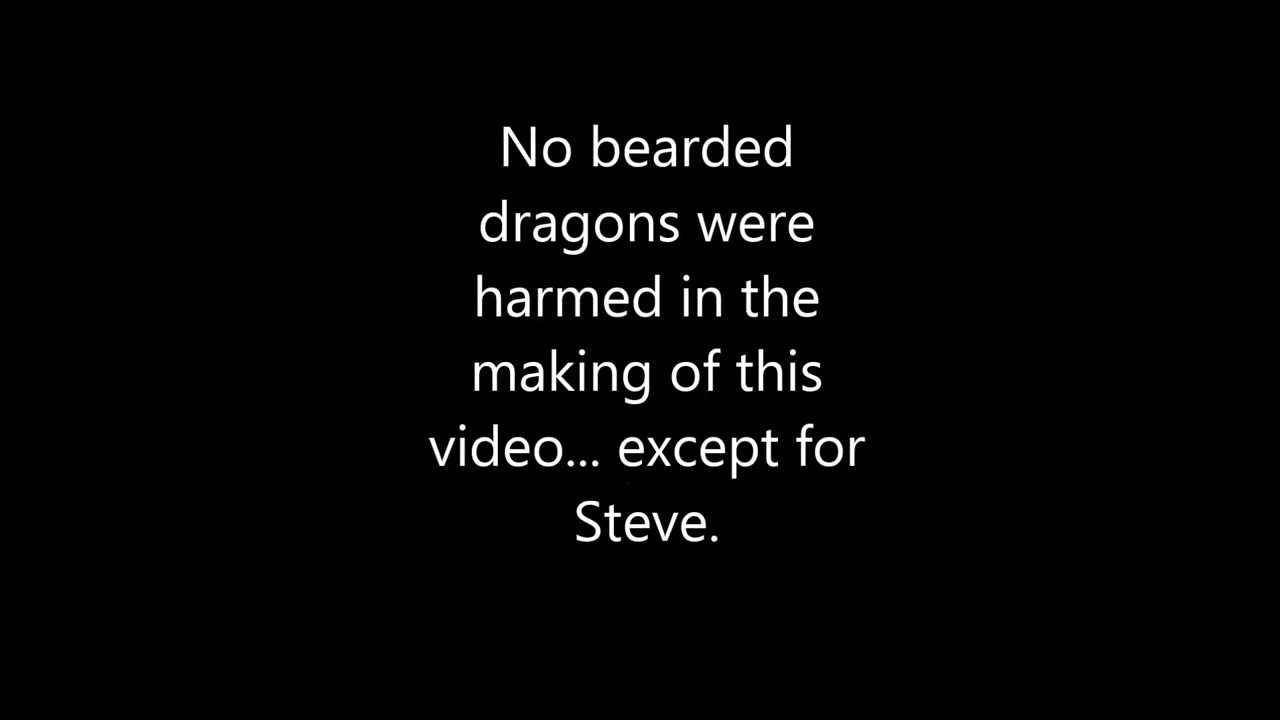 No bearded
dragons were
harmed in the
making of this
video... except for
Steve.